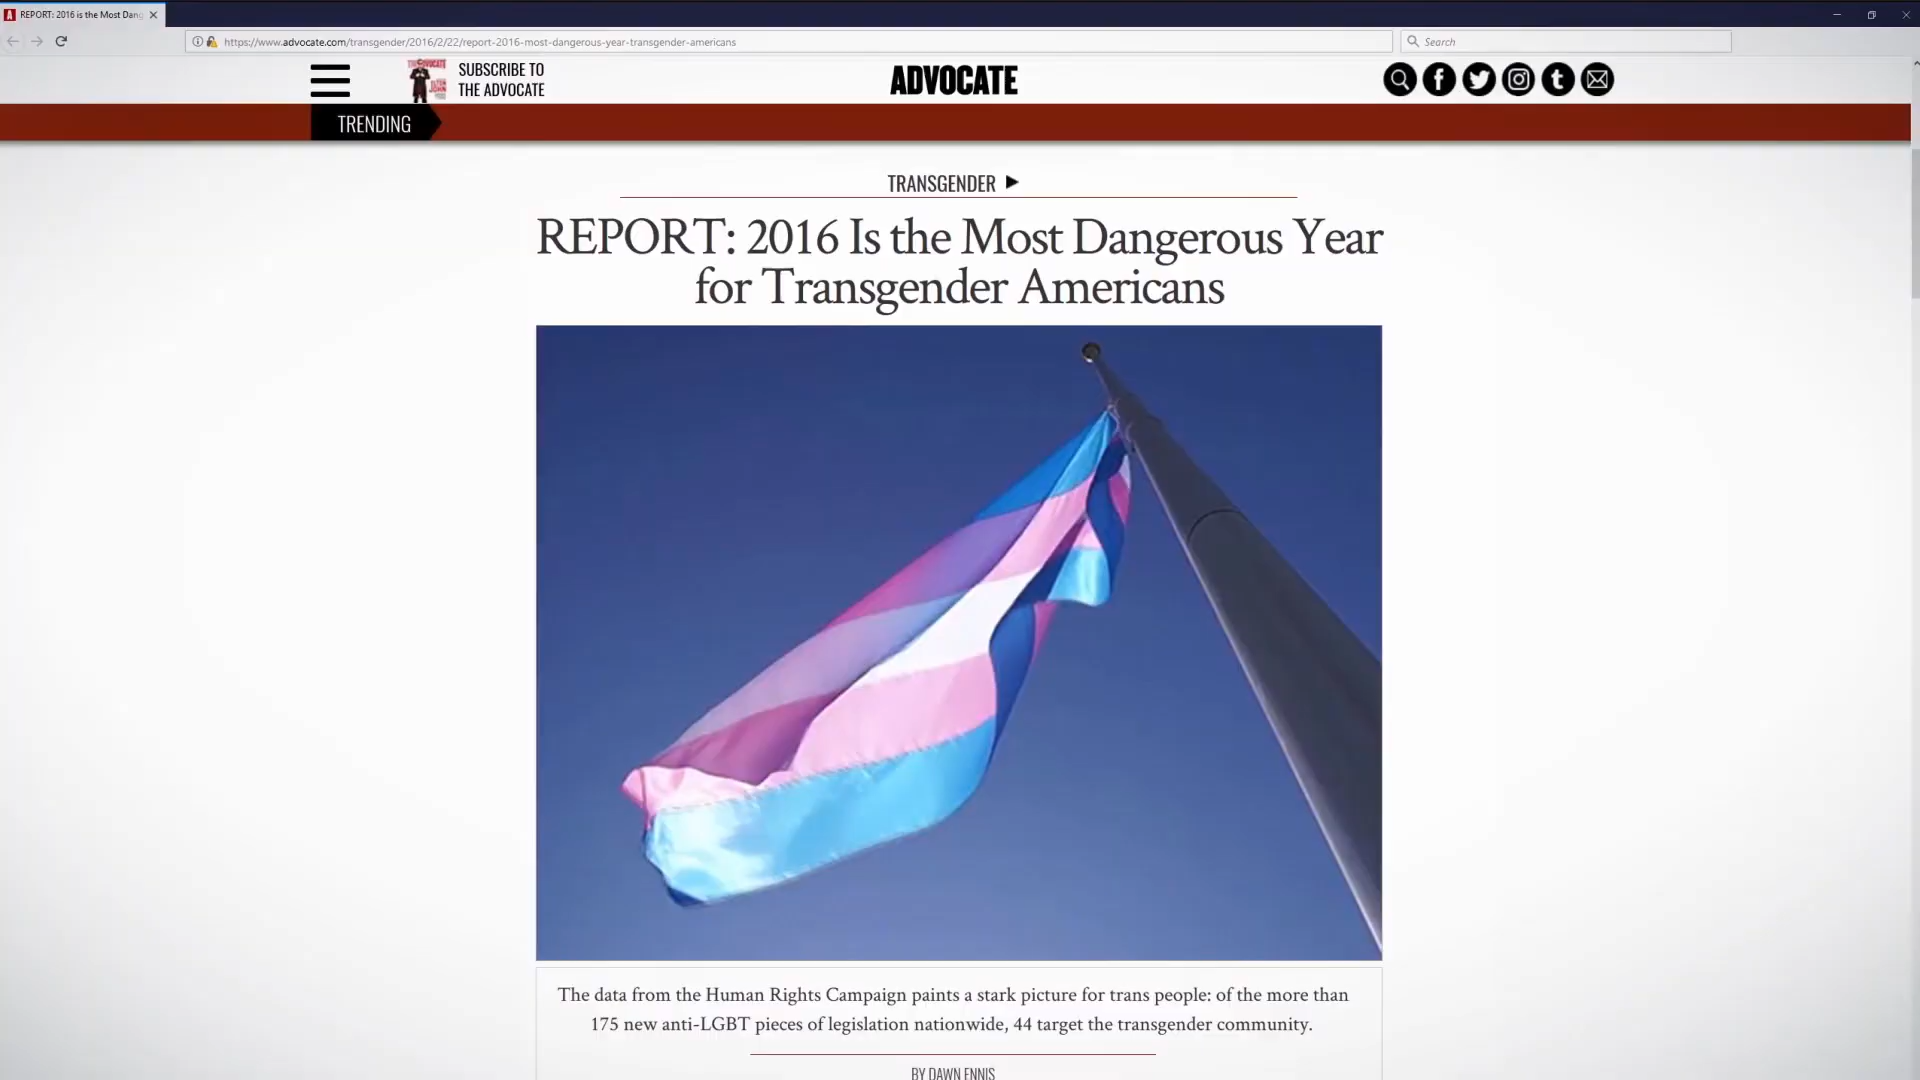 REPORT: 2016 is the Most Dang
https://www.advocate.com/transgender/2016/2/22/report-2016-most-dangerous-year-transgender-americans
Search
SUBSCRIBE TO
THE ADVOCATE
ADVOCATE
TRENDING
TRANSGENDER
REPORT: 2016 Is the Most Dangerous Year
for Transgender Americans
The data from the Human Rights Campaign paints a stark picture for trans people: of the more than
175 new anti-LGBT pieces of legislation nationwide, 44 target the transgender community.
BY DAWN ENNIS